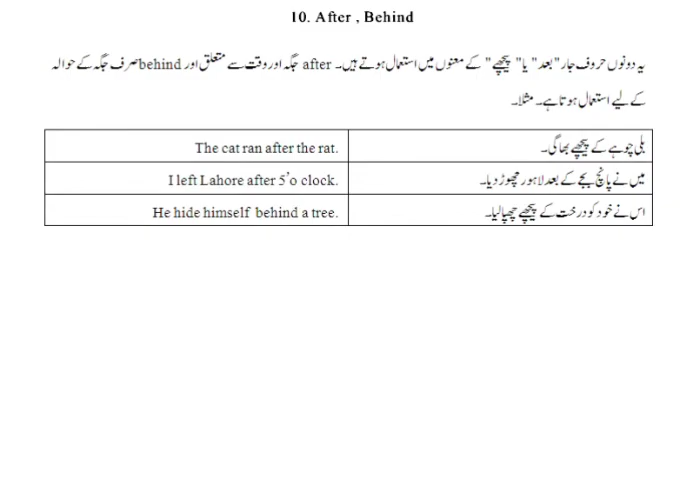 10. After , Behind
یہ دونوں حروف جار "بعد" یا" پیچھے" کے معنوں میں استعمال ہوتے ہیں۔ after جگہ اور وقت سے متعلق اور behind صرف جگہ کے حوالہ
کے لیے استعمال ہوتا ہے۔ مثلا۔
The cat ran after the rat. بلی چوہے کے پیچھے بھاگی۔
I left Lahore after 5’o clock. میں نے پانچ بجے کے بعد لاہور چھوڑ دیا۔
He hide himself behind a tree. اس نے خود کو درخت کے پیچھے چھپا لیا۔